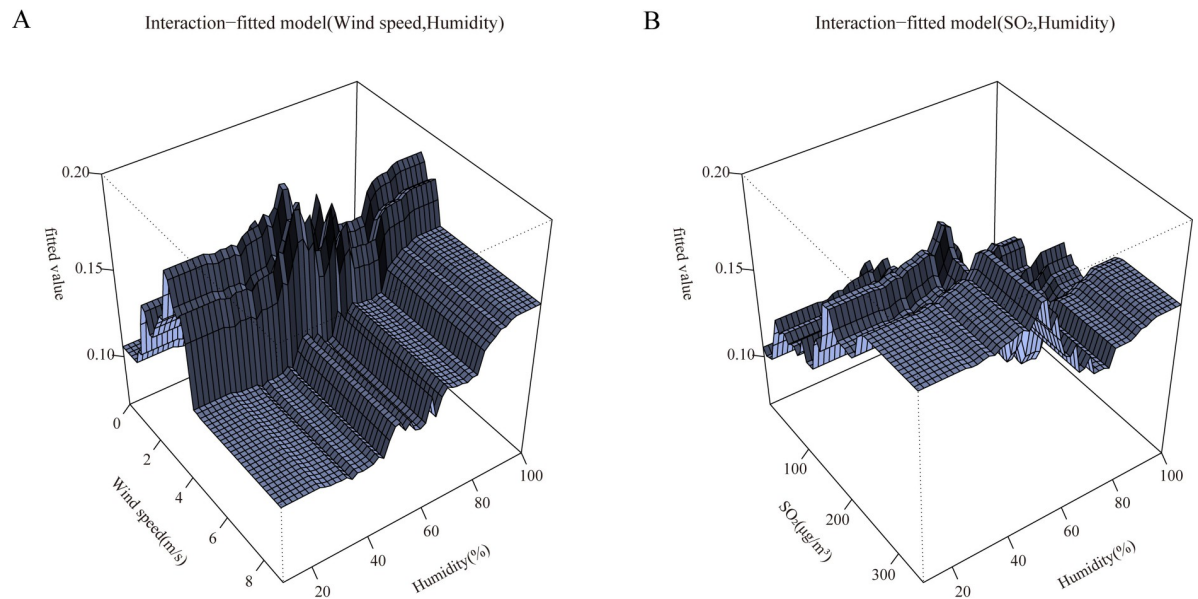 A
Interaction−fitted model(Wind speed,Humidity)
0.20
0.15
0.10
fitted value
0
2
4
6
8
Wind speed(m/s)
20
40
60
80
100
Humidity(%)
B
Interaction−fitted model(SO₂,Humidity)
0.20
0.15
0.10
fitted value
100
200
300
SO₂(μg/m³)
20
40
60
80
100
Humidity(%)